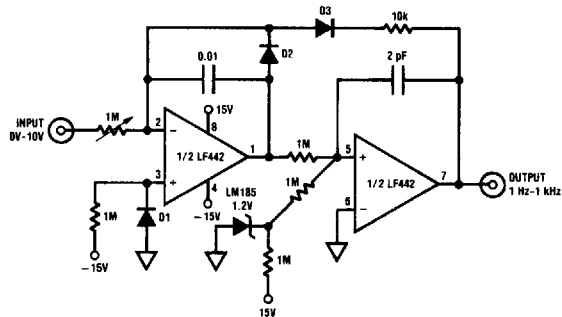 D3
10k
D2
0.01
2 pF
INPUT
0V-10V
1M
15V
2
8
1
1/2 LF442
3
4
-15V
1M
D1
-15V
1M
5
7
1/2 LF442
6
OUTPUT
1 Hz-1 kHz
1M
LM185
1.2V
1M
15V